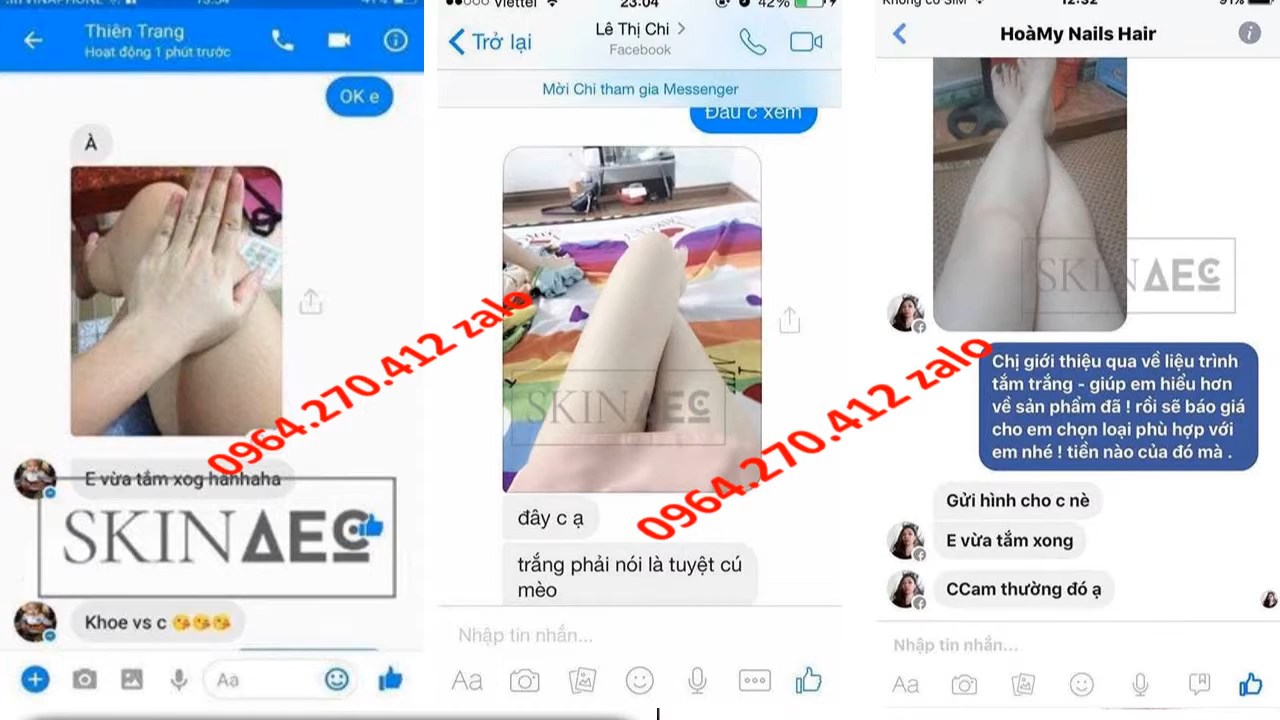 Thiên Trang
Hoạt động 1 phút trước
OK e
À
E vừa tắm xog hahhaha
SKINAEC
Khoe vs c 😘😘😘
Aa
Viettel
23:04
42%
Trở lại
Lê Thị Chi
Facebook
Mời Chi tham gia Messenger
Đâu c xem
SKINAEC
đây c ạ
trắng phải nói là tuyệt cú
mèo
Nhập tin nhắn...
Aa
Không có SIM
12:32
91%
HoàMy Nails Hair
SKINAEC
Chị giới thiệu qua về liệu trình
tắm trắng - giúp em hiểu hơn
về sản phẩm đã ! rồi sẽ báo giá
cho em chọn loại phù hợp với
em nhé ! tiền nào của đó mà .
Gửi hình cho c nè
E vừa tắm xong
CCam thường đó ạ
Nhập tin nhắn...
Aa
0964.270.412 zalo
0964.270.412 zalo